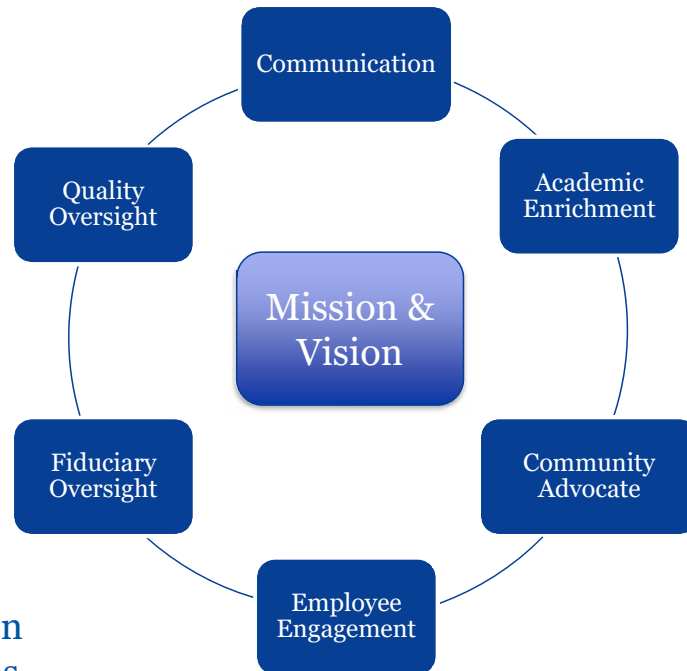 Communication
Academic
Enrichment
Quality
Oversight
Mission &
Vision
Community
Advocate
Fiduciary
Oversight
Employee
Engagement